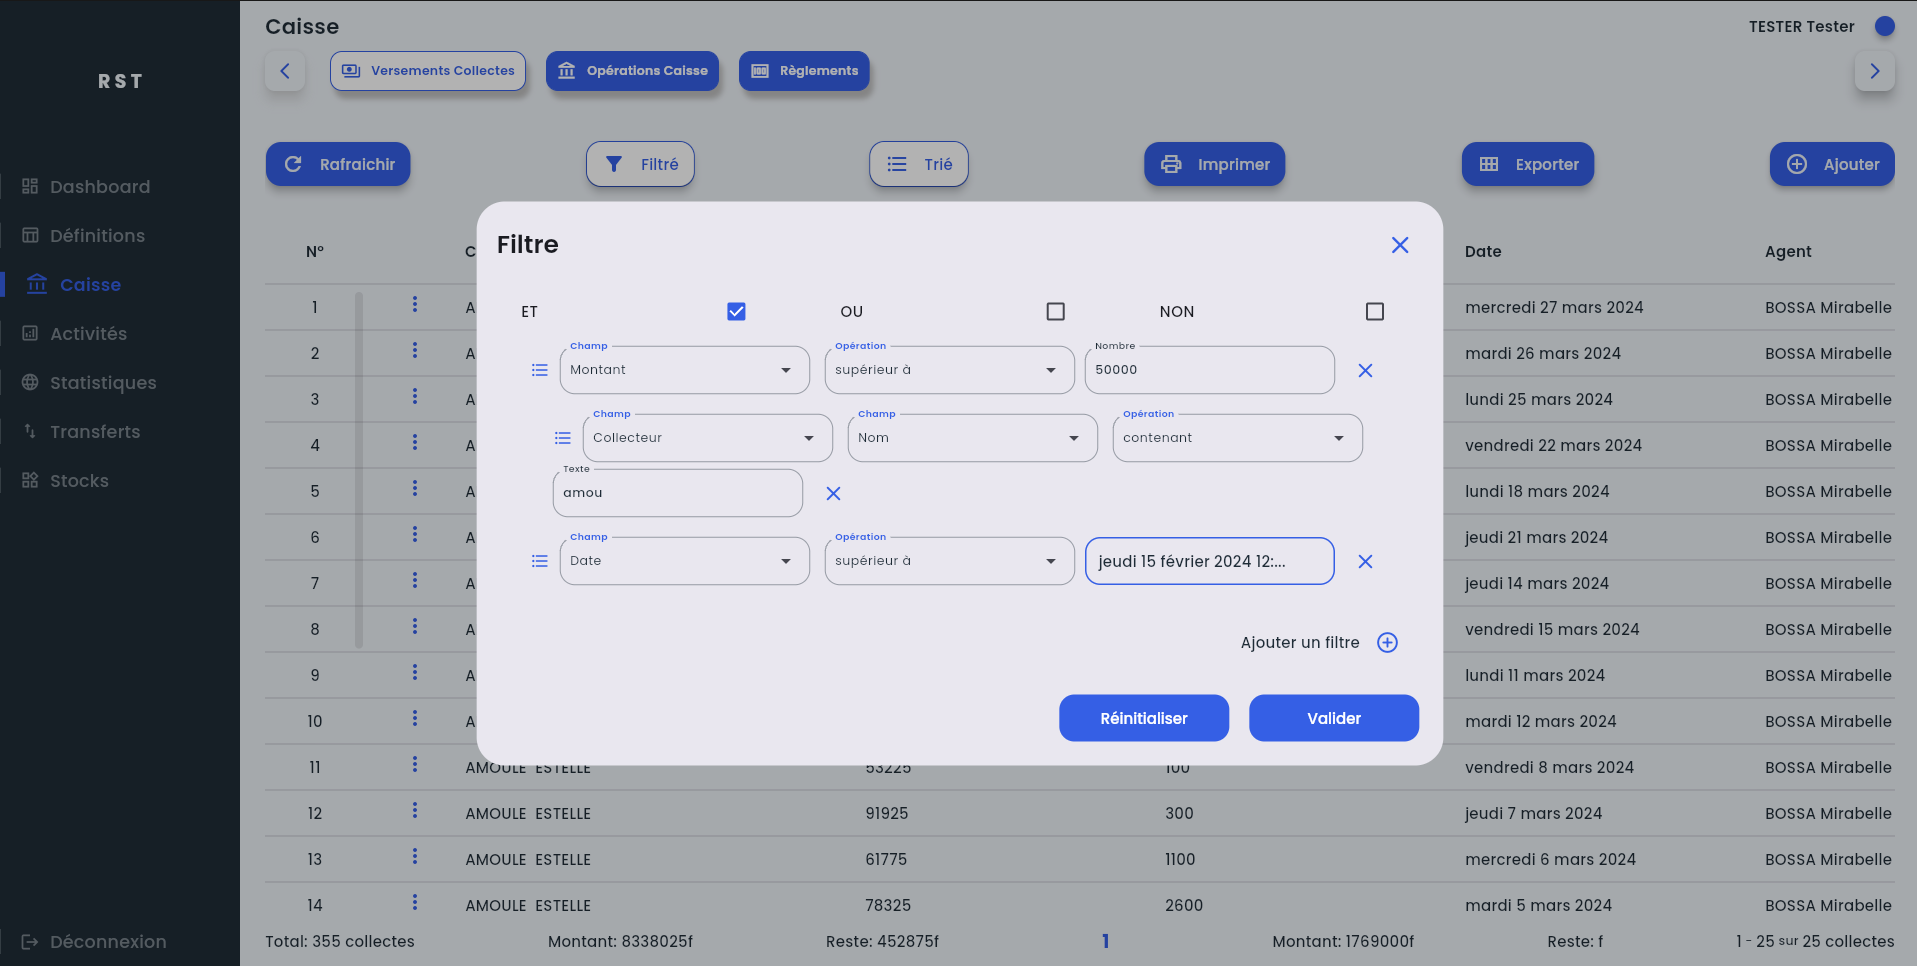 RST
Dashboard
Définitions
Caisse
Activités
Statistiques
Transferts
Stocks
Déconnexion
Caisse
TESTER Tester
Versements Collectes
Opérations Caisse
Règlements
Rafraichir
Filtré
Trié
Imprimer
Exporter
Ajouter
N° C Date Agent
1 A mercredi 27 mars 2024 BOSSA Mirabelle
2 A mardi 26 mars 2024 BOSSA Mirabelle
3 A lundi 25 mars 2024 BOSSA Mirabelle
4 A vendredi 22 mars 2024 BOSSA Mirabelle
5 A lundi 18 mars 2024 BOSSA Mirabelle
6 A jeudi 21 mars 2024 BOSSA Mirabelle
7 A jeudi 14 mars 2024 BOSSA Mirabelle
8 A vendredi 15 mars 2024 BOSSA Mirabelle
9 A lundi 11 mars 2024 BOSSA Mirabelle
10 A mardi 12 mars 2024 BOSSA Mirabelle
11 AMOULE ESTELLE 53225 100 vendredi 8 mars 2024 BOSSA Mirabelle
12 AMOULE ESTELLE 91925 300 jeudi 7 mars 2024 BOSSA Mirabelle
13 AMOULE ESTELLE 61775 1100 mercredi 6 mars 2024 BOSSA Mirabelle
14 AMOULE ESTELLE 78325 2600 mardi 5 mars 2024 BOSSA Mirabelle
Total: 355 collectes Montant: 8338025f Reste: 452875f 1 Montant: 1769000f Reste: f 1 - 25 sur 25 collectes
Filtre
ET OU NON
Champ Opération Nombre
Montant supérieur à 50000
Champ Champ Opération
Collecteur Nom contenant
Texte
amou
Champ Opération
Date supérieur à jeudi 15 février 2024 12:...
Ajouter un filtre
Réinitialiser Valider